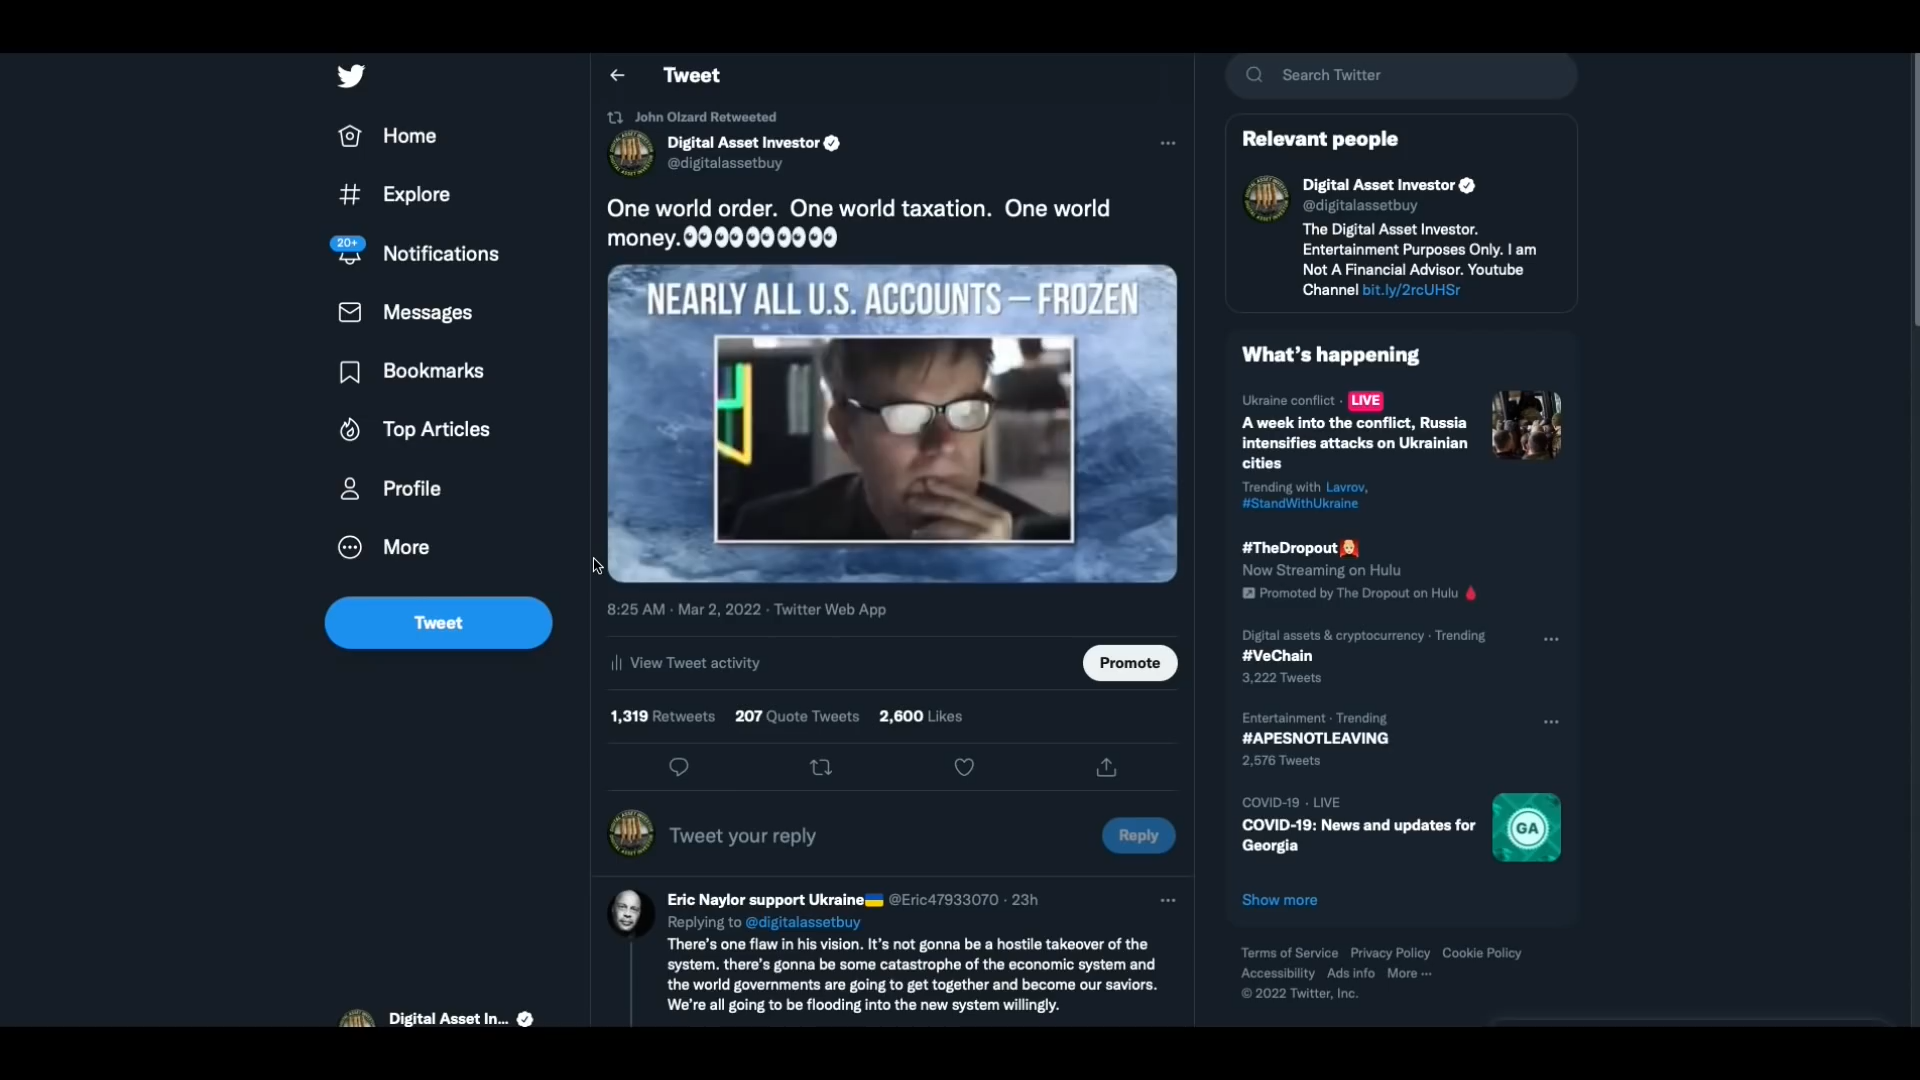 Home
Explore
20+
Notifications
Messages
Bookmarks
Top Articles
Profile
More
Tweet
Digital Asset In...
Tweet
John Olzard Retweeted
Digital Asset Investor
@digitalassetbuy
One world order. One world taxation. One world
money.👀👀👀👀👀
NEARLY ALL U.S. ACCOUNTS – FROZEN
8:25 AM · Mar 2, 2022 · Twitter Web App
View Tweet activity
Promote
1,319 Retweets 207 Quote Tweets 2,600 Likes
Tweet your reply
Reply
Eric Naylor support Ukraine🇺🇦 @Eric47933070 · 23h
Replying to @digitalassetbuy
There's one flaw in his vision. It's not gonna be a hostile takeover of the
system. there's gonna be some catastrophe of the economic system and
the world governments are going to get together and become our saviors.
We're all going to be flooding into the new system willingly.
Search Twitter
Relevant people
Digital Asset Investor
@digitalassetbuy
The Digital Asset Investor.
Entertainment Purposes Only. I am
Not A Financial Advisor. Youtube
Channel bit.ly/2rcUHSr
What's happening
Ukraine conflict · LIVE
A week into the conflict, Russia
intensifies attacks on Ukrainian
cities
Trending with Lavrov,
#StandWithUkraine
#TheDropout
Now Streaming on Hulu
Promoted by The Dropout on Hulu 🩸
Digital assets & cryptocurrency · Trending
#VeChain
3,222 Tweets
Entertainment · Trending
#APESNOTLEAVING
2,576 Tweets
COVID-19 · LIVE
COVID-19: News and updates for
Georgia
GA
Show more
Terms of Service Privacy Policy Cookie Policy
Accessibility Ads info More ···
© 2022 Twitter, Inc.